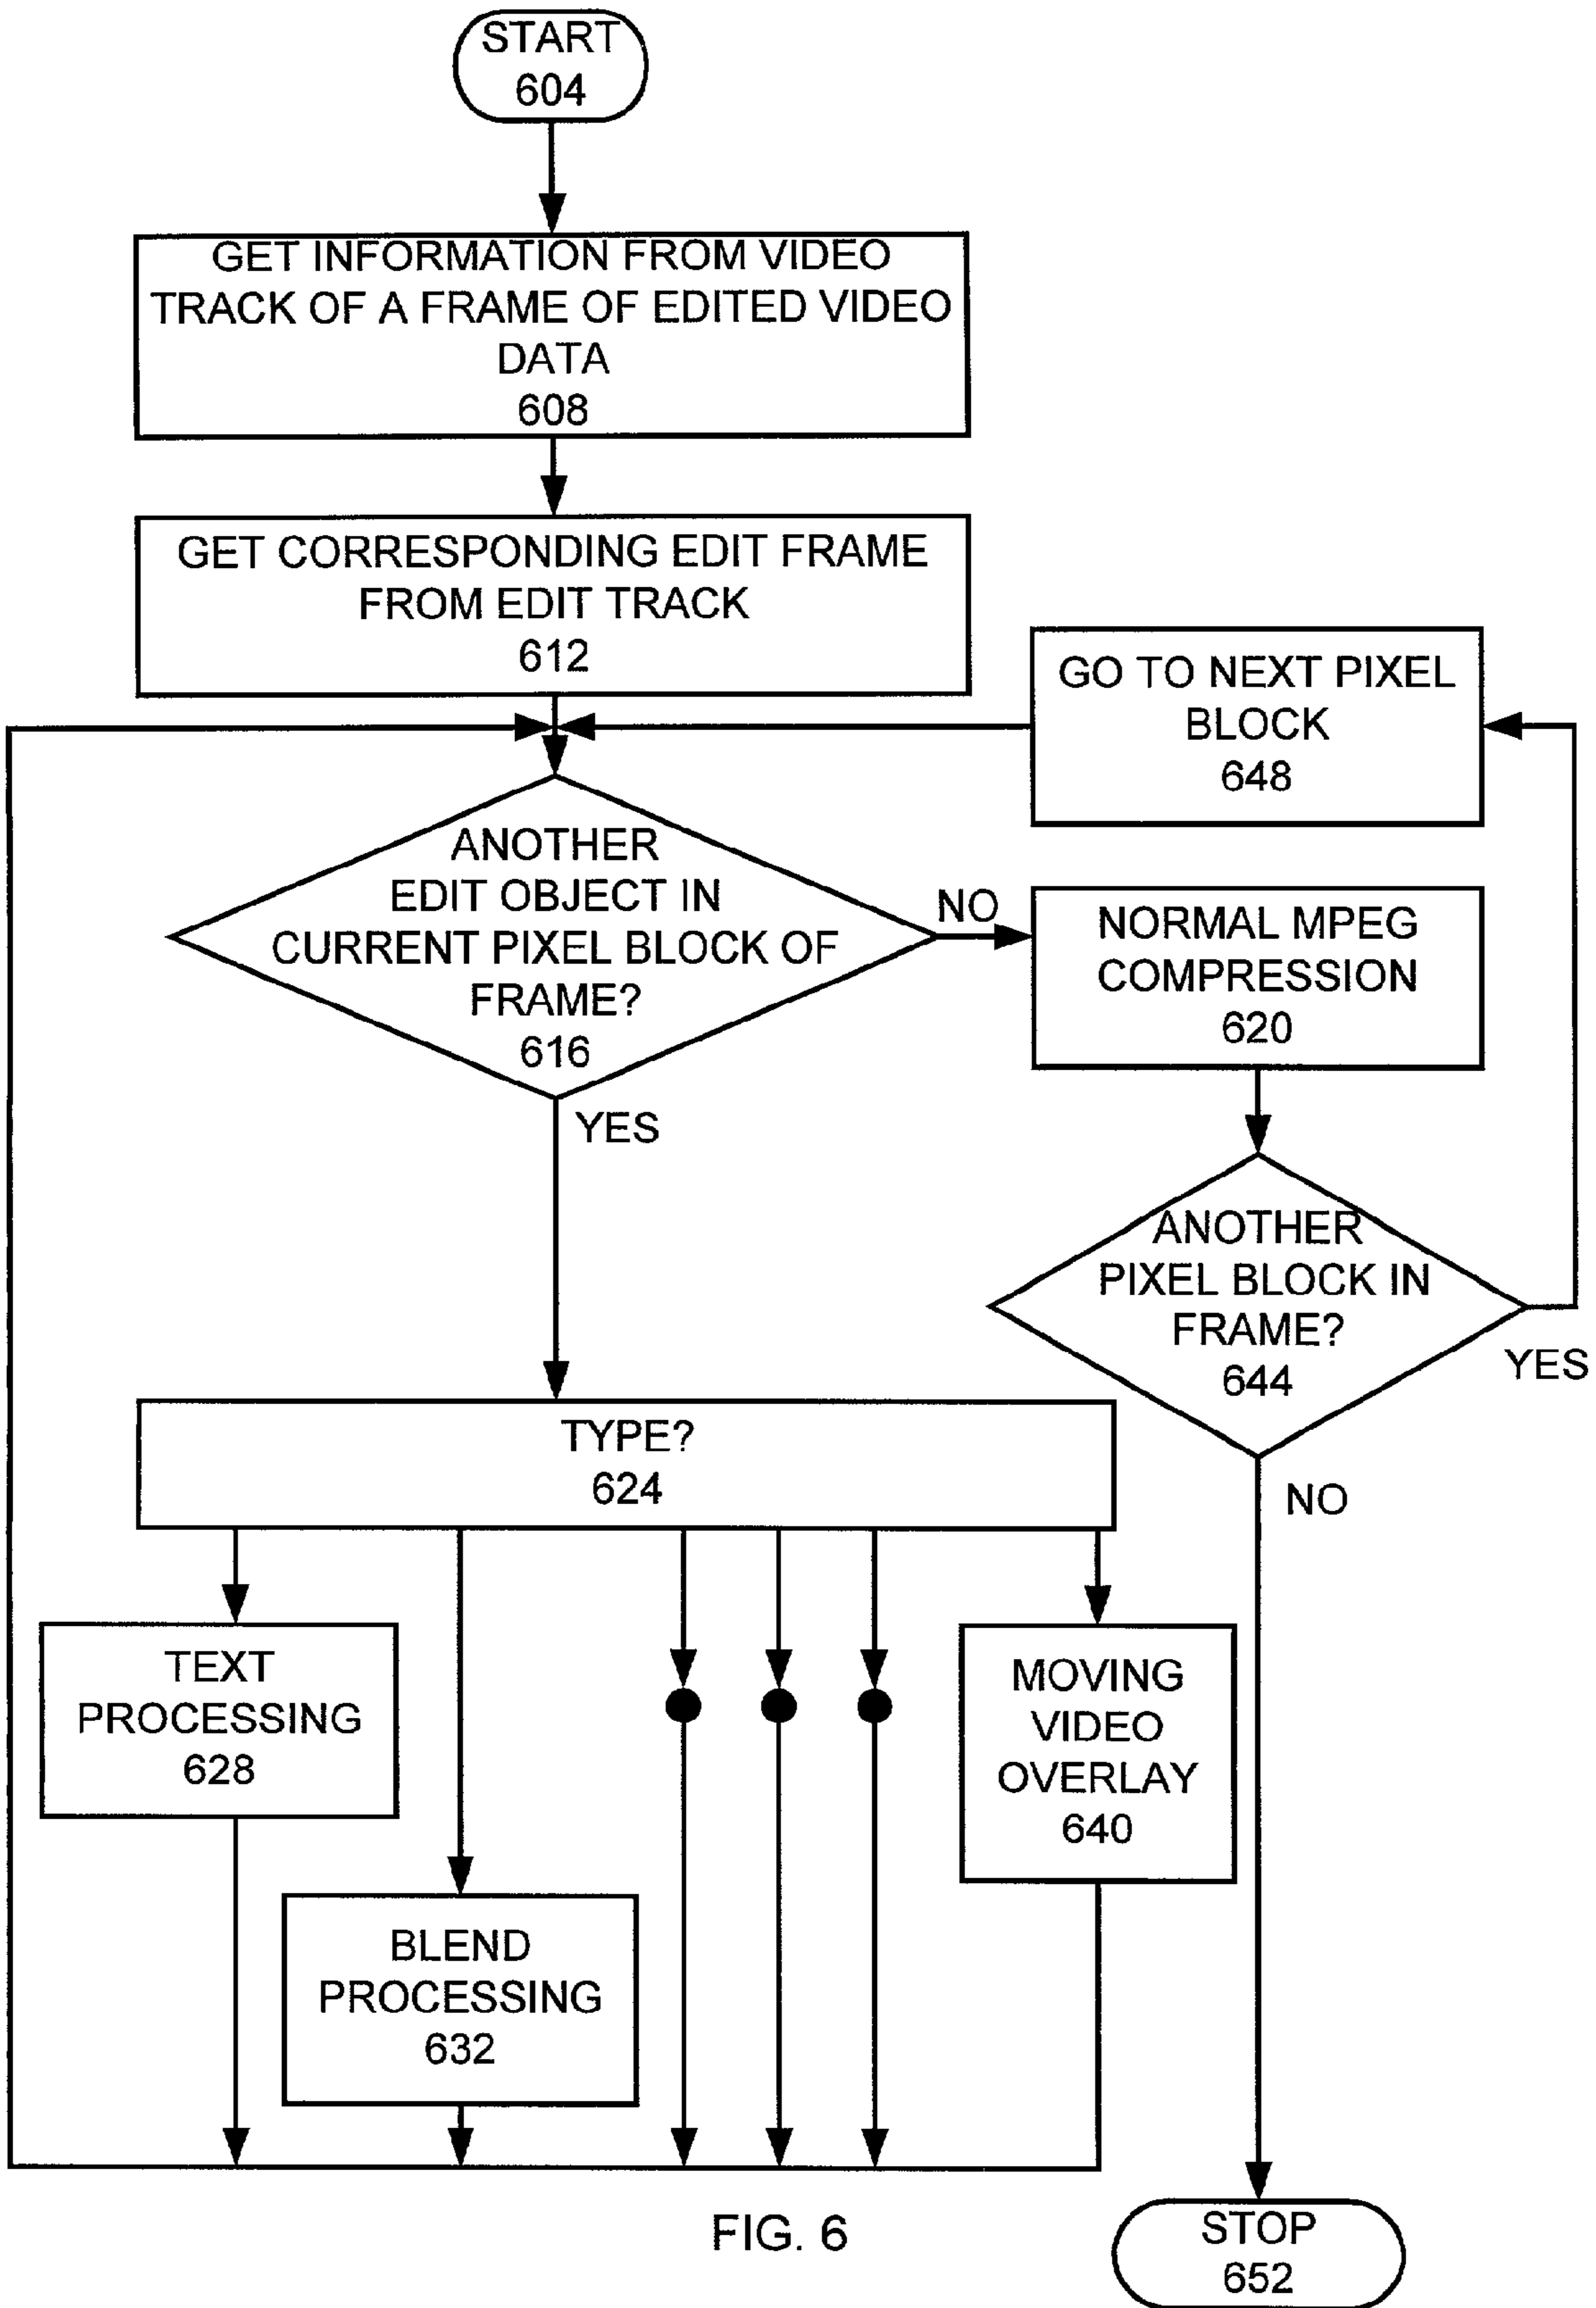 START
604
GET INFORMATION FROM VIDEO
TRACK OF A FRAME OF EDITED VIDEO
DATA
608
GET CORRESPONDING EDIT FRAME
FROM EDIT TRACK
612
GO TO NEXT PIXEL
BLOCK
648
ANOTHER
EDIT OBJECT IN
CURRENT PIXEL BLOCK OF
FRAME?
616
NO
NORMAL MPEG
COMPRESSION
620
YES
ANOTHER
PIXEL BLOCK IN
FRAME?
644
YES
NO
TYPE?
624
TEXT
PROCESSING
628
BLEND
PROCESSING
632
MOVING
VIDEO
OVERLAY
640
FIG. 6
STOP
652